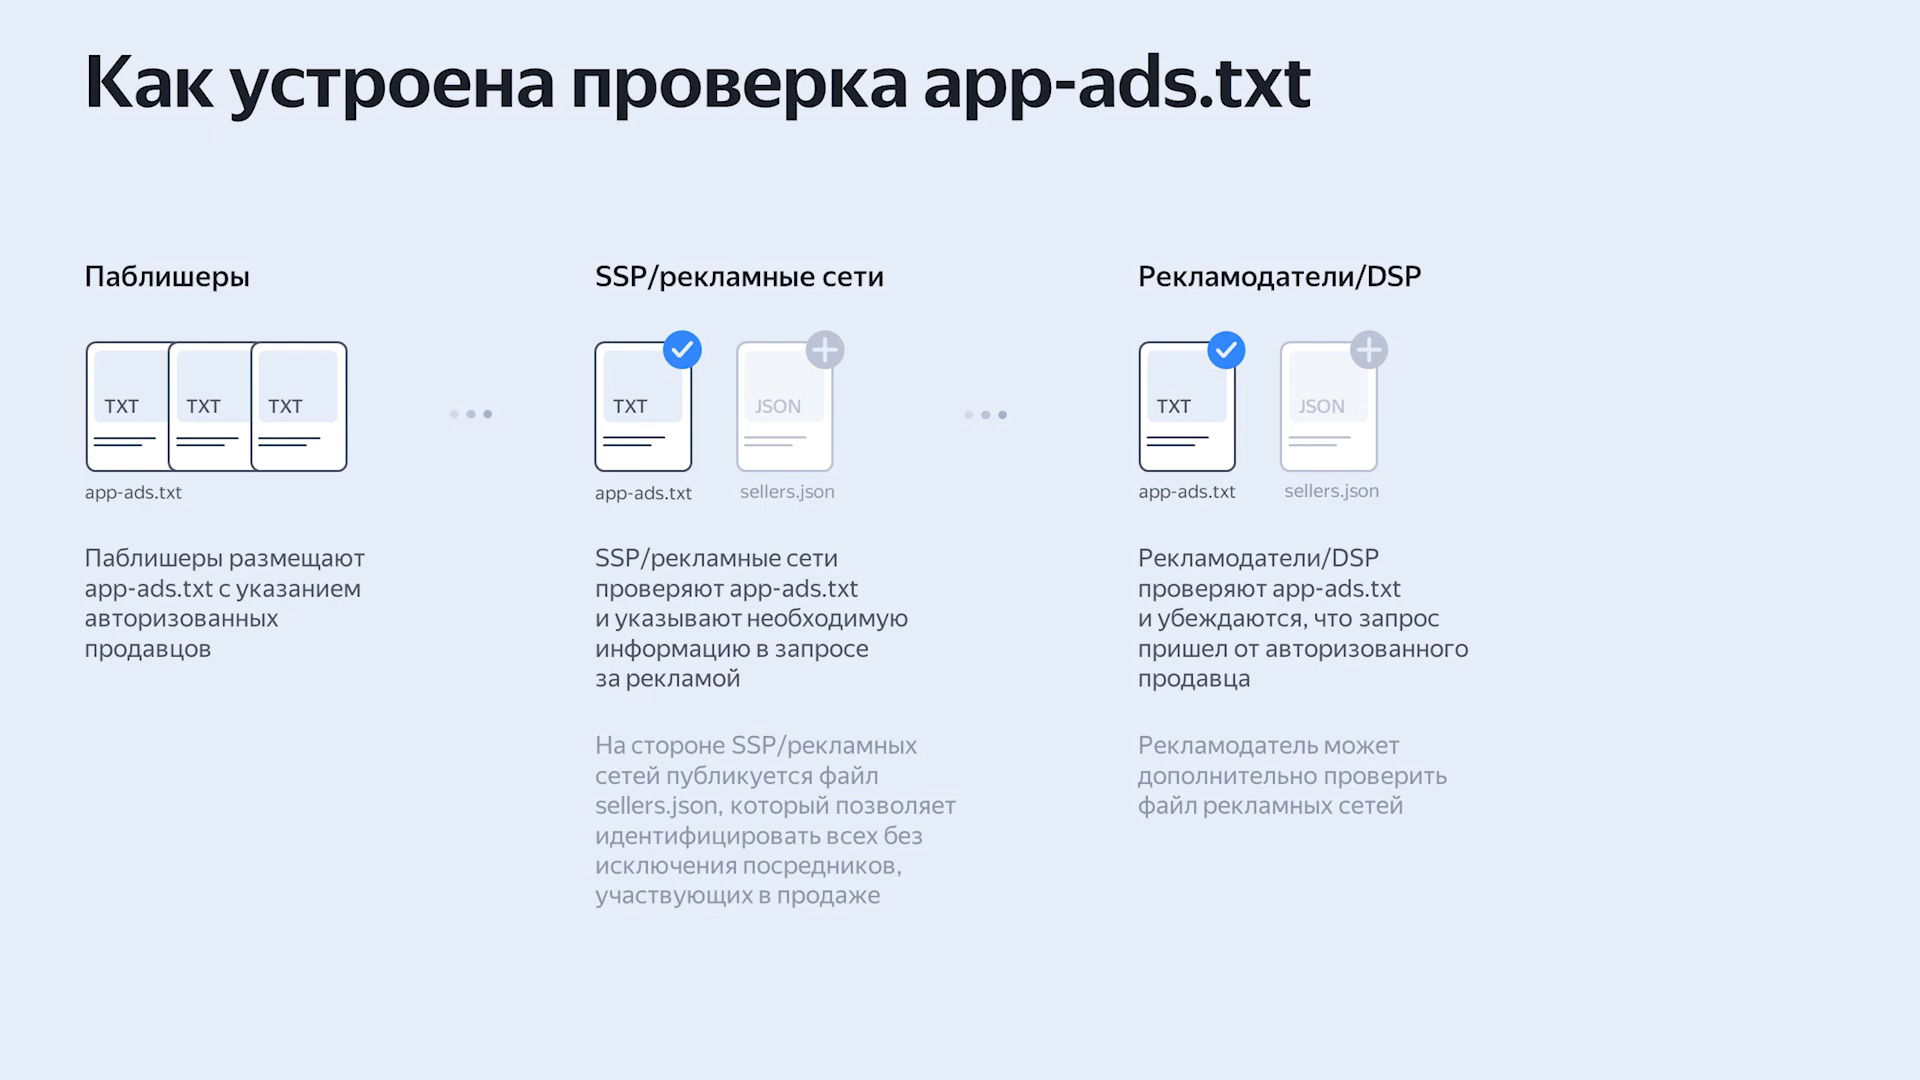 Как устроена проверка app-ads.txt
Паблишеры
TXT
TXT
TXT
app-ads.txt
Паблишеры размещают
app-ads.txt с указанием
авторизованных
продавцов
SSP/рекламные сети
TXT
JSON
app-ads.txt
sellers.json
SSP/рекламные сети
проверяют app-ads.txt
и указывают необходимую
информацию в запросе
за рекламой
На стороне SSP/рекламных
сетей публикуется файл
sellers.json, который позволяет
идентифицировать всех без
исключения посредников,
участвующих в продаже
Рекламодатели/DSP
TXT
JSON
app-ads.txt
sellers.json
Рекламодатели/DSP
проверяют app-ads.txt
и убеждаются, что запрос
пришел от авторизованного
продавца
Рекламодатель может
дополнительно проверить
файл рекламных сетей